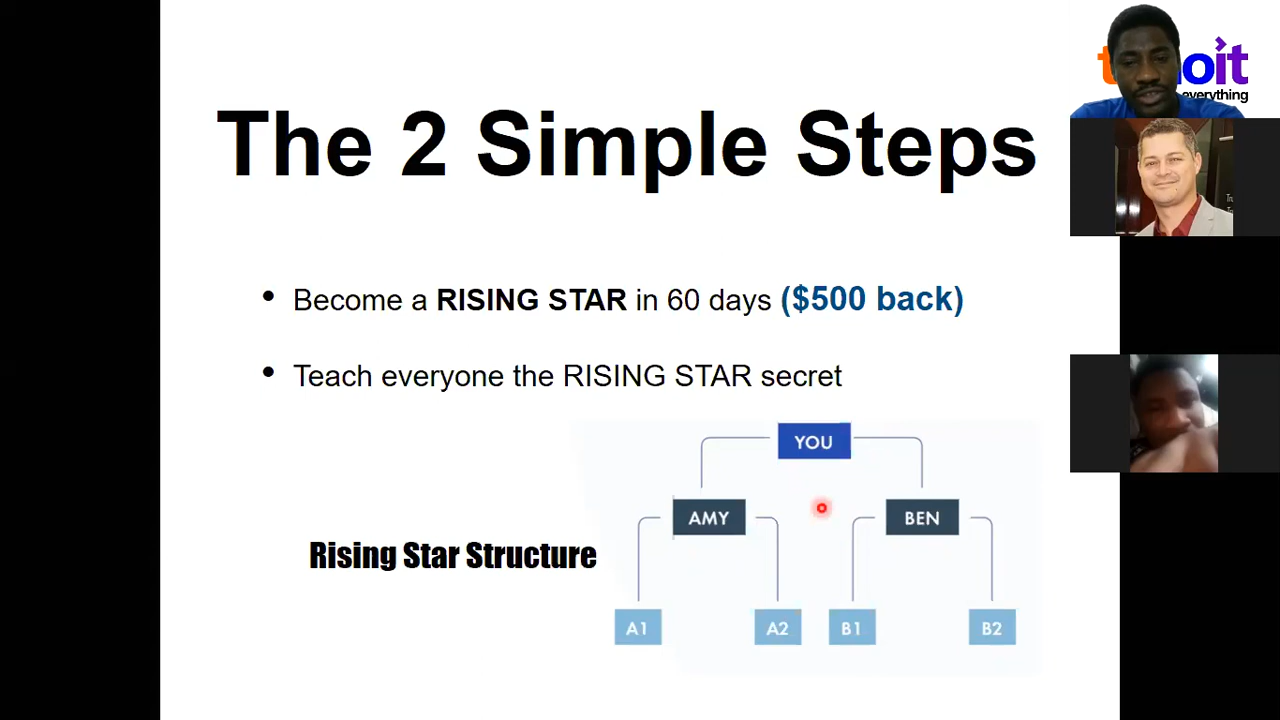 The 2 Simple Steps
everything
• Become a RISING STAR in 60 days ($500 back)
• Teach everyone the RISING STAR secret
YOU
AMY
BEN
Rising Star Structure
A1
A2
B1
B2